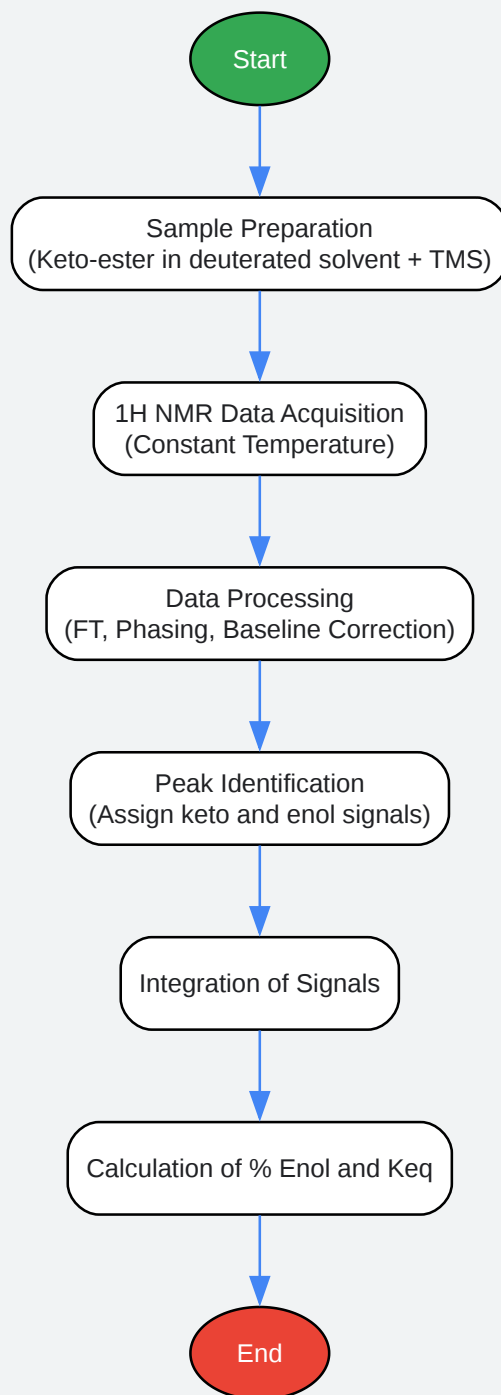 Start
Sample Preparation
(Keto-ester in deuterated solvent + TMS)
1H NMR Data Acquisition
(Constant Temperature)
Data Processing
(FT, Phasing, Baseline Correction)
Peak Identification
(Assign keto and enol signals)
Integration of Signals
Calculation of % Enol and Keq
End